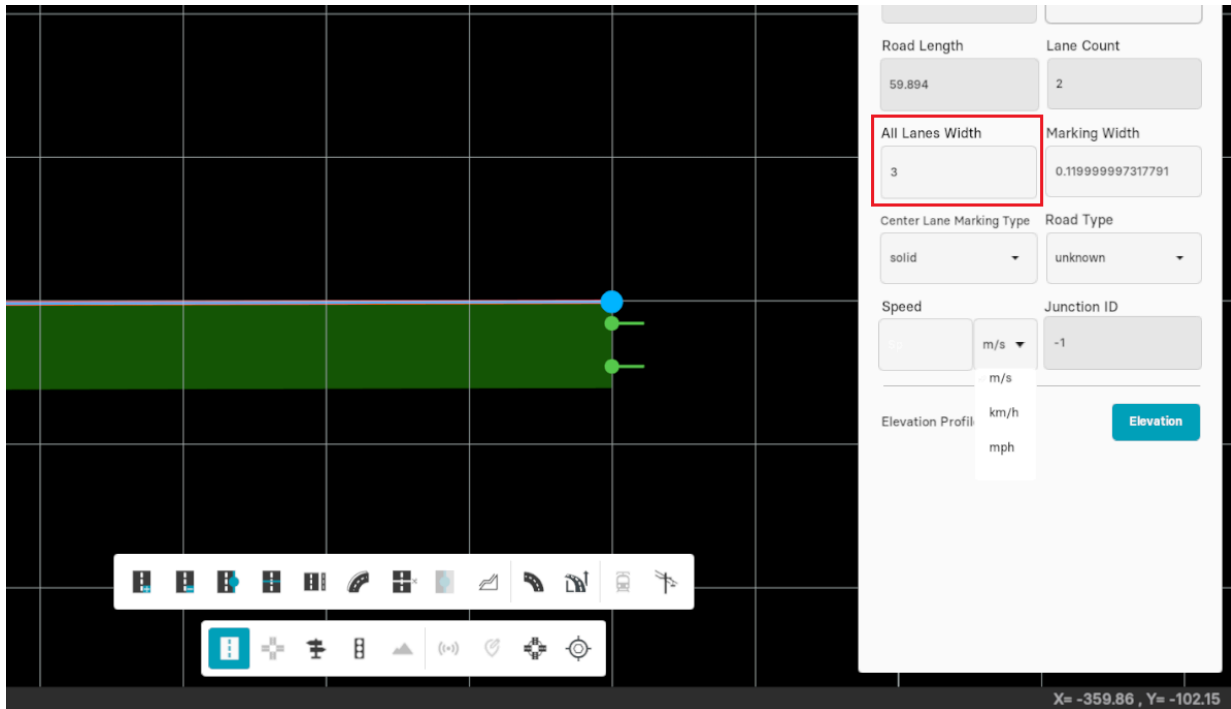 Road Length
Lane Count
59.894
2
All Lanes Width
Marking Width
3
0.119999997317791
Center Lane Marking Type
Road Type
solid
unknown
Speed
Junction ID
m/s
-1
m/s
km/h
mph
Elevation Profil
Elevation
X= -359.86 , Y= -102.15